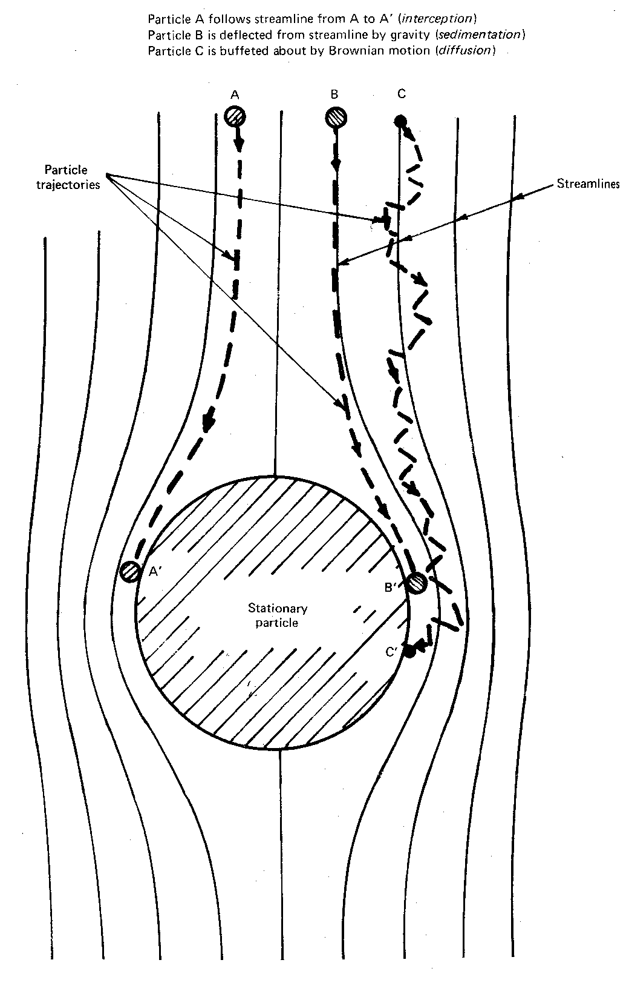 Particle A follows streamline from A to A′ (interception)
Particle B is deflected from streamline by gravity (sedimentation)
Particle C is buffeted about by Brownian motion (diffusion)
A
B
C
Particle
trajectories
Streamlines
A′
B′
Stationary
particle
C′